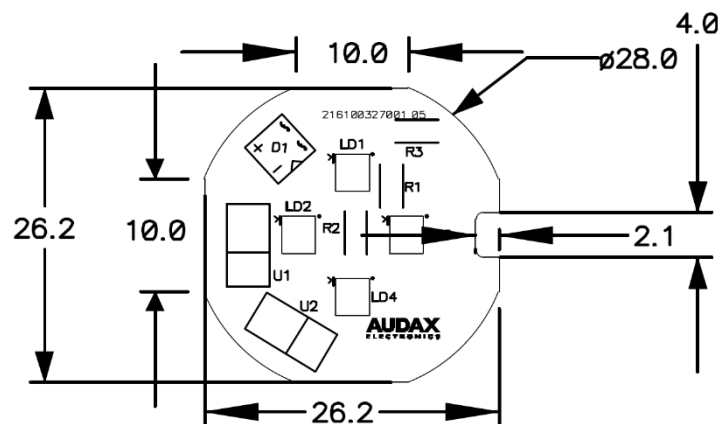 4.0
10.0
ø28.0
216100327001 05
LD1
D1
R3
R1
LD2
R2
26.2
10.0
2.1
U1
U2
LD4
AUDAX
ELECTRONICS
26.2